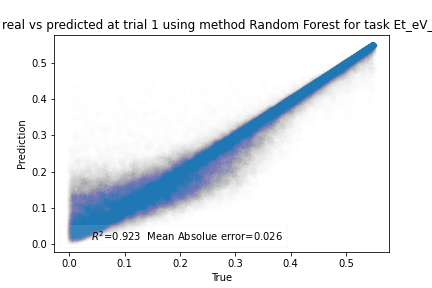 real vs predicted at trial 1 using method Random Forest for task Et_eV_
0.5
0.4
0.3
0.2
0.1
0.0
Prediction
R²=0.923 Mean Absolue error=0.026
0.0 0.1 0.2 0.3 0.4 0.5
True